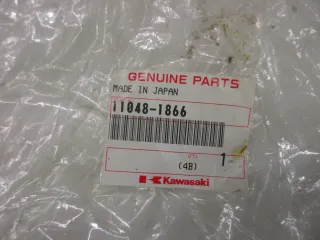 GENUINE PARTS
MADE IN JAPAN
11048-1866
1-
(4B)
Kawasaki